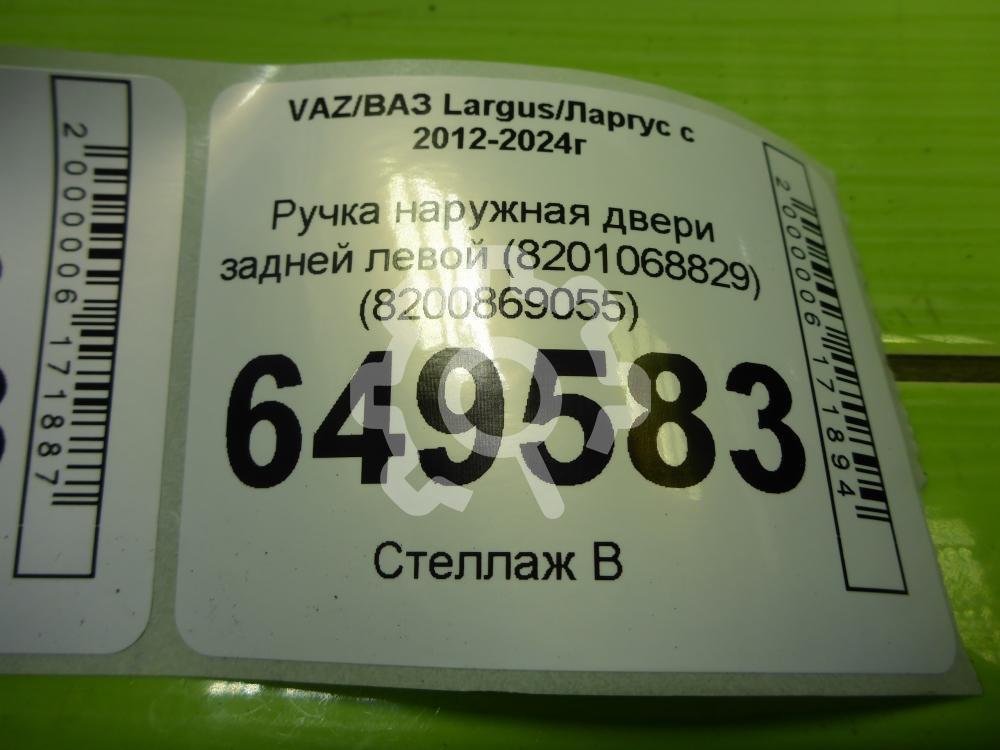 2000006171887
VAZ/ВАЗ Largus/Ларгус с
2012-2024г
Ручка наружная двери
задней левой (8201068829)
(8200869055)
649583
Стеллаж В
2000006171894